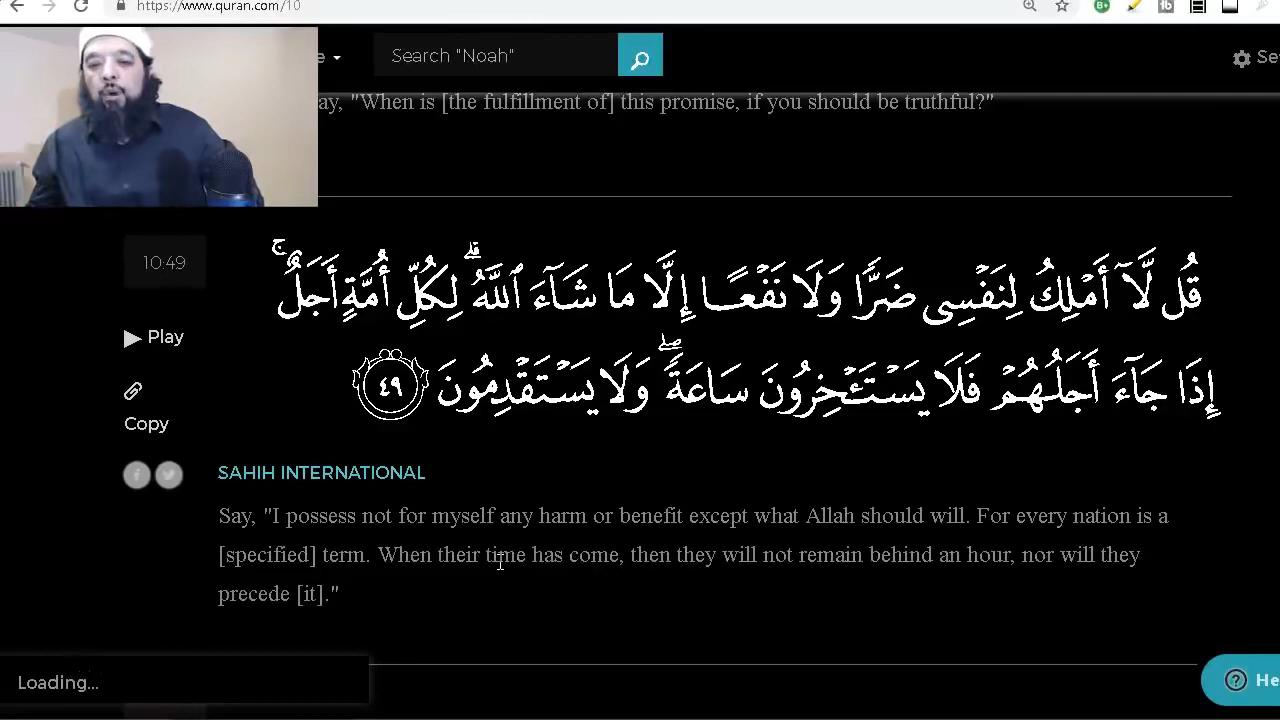 https://www.quran.com/10
e
Search "Noah"
Se
ay, "When is [the fulfillment of] this promise, if you should be truthful?"
10:49
قُل لَّآ أَمْلِكُ لِنَفْسِى ضَرًّا وَلَا نَفْعًا إِلَّا مَا شَآءَ ٱللَّهُ ۗ لِكُلِّ أُمَّةٍ أَجَلٌ ۚ
إِذَا جَآءَ أَجَلُهُمْ فَلَا يَسْتَـْٔخِرُونَ سَاعَةً ۖ وَلَا يَسْتَقْدِمُونَ ٤٩
Play
Copy
SAHIH INTERNATIONAL
Say, "I possess not for myself any harm or benefit except what Allah should will. For every nation is a
[specified] term. When their time has come, then they will not remain behind an hour, nor will they
precede [it]."
Loading...
He